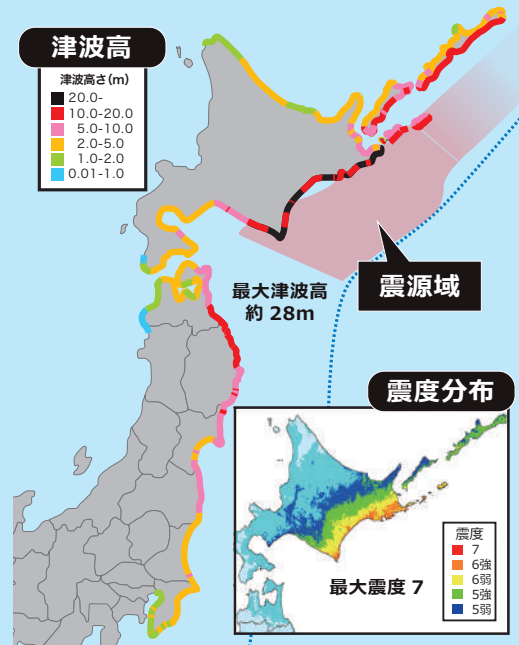 津波高
津波高さ(m)
20.0-
10.0-20.0
5.0-10.0
2.0-5.0
1.0-2.0
0.01-1.0
最大津波高
約 28m
震源域
震度分布
最大震度 7
震度
7
6強
6弱
5強
5弱